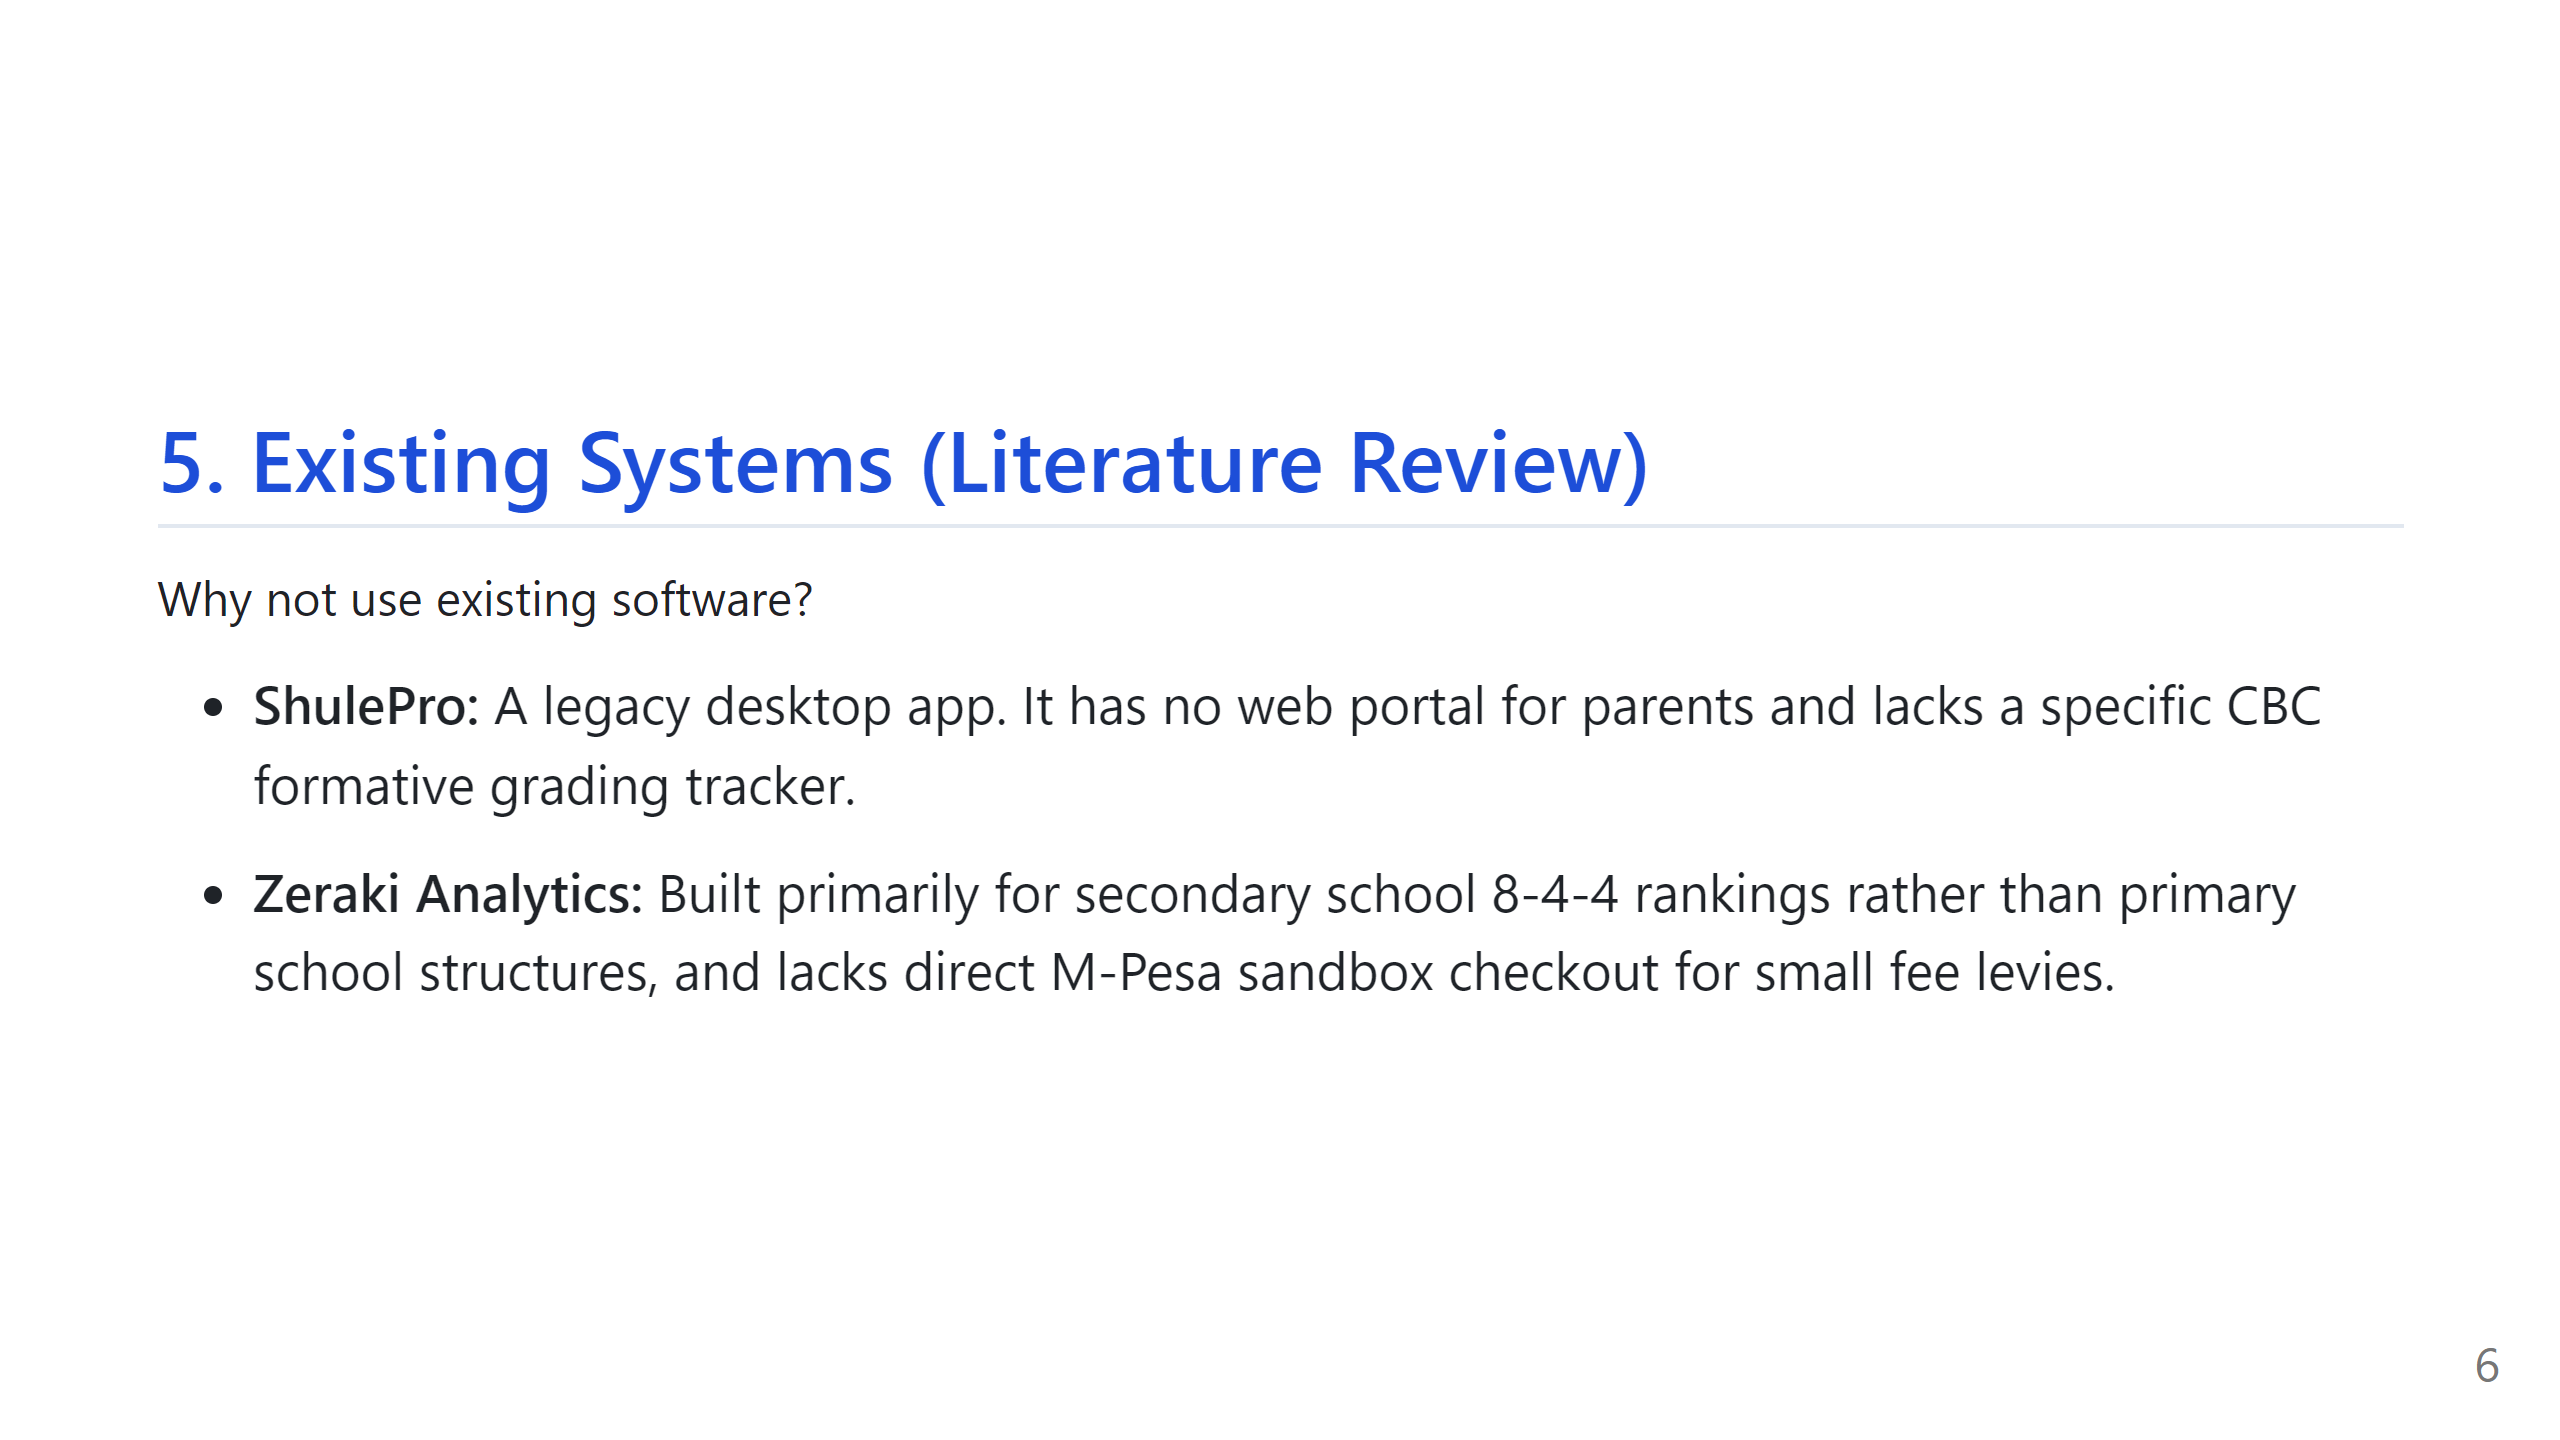 5. Existing Systems (Literature Review)
Why not use existing software?
• ShulePro: A legacy desktop app. It has no web portal for parents and lacks a specific CBC
formative grading tracker.
• Zeraki Analytics: Built primarily for secondary school 8-4-4 rankings rather than primary
school structures, and lacks direct M-Pesa sandbox checkout for small fee levies.
6